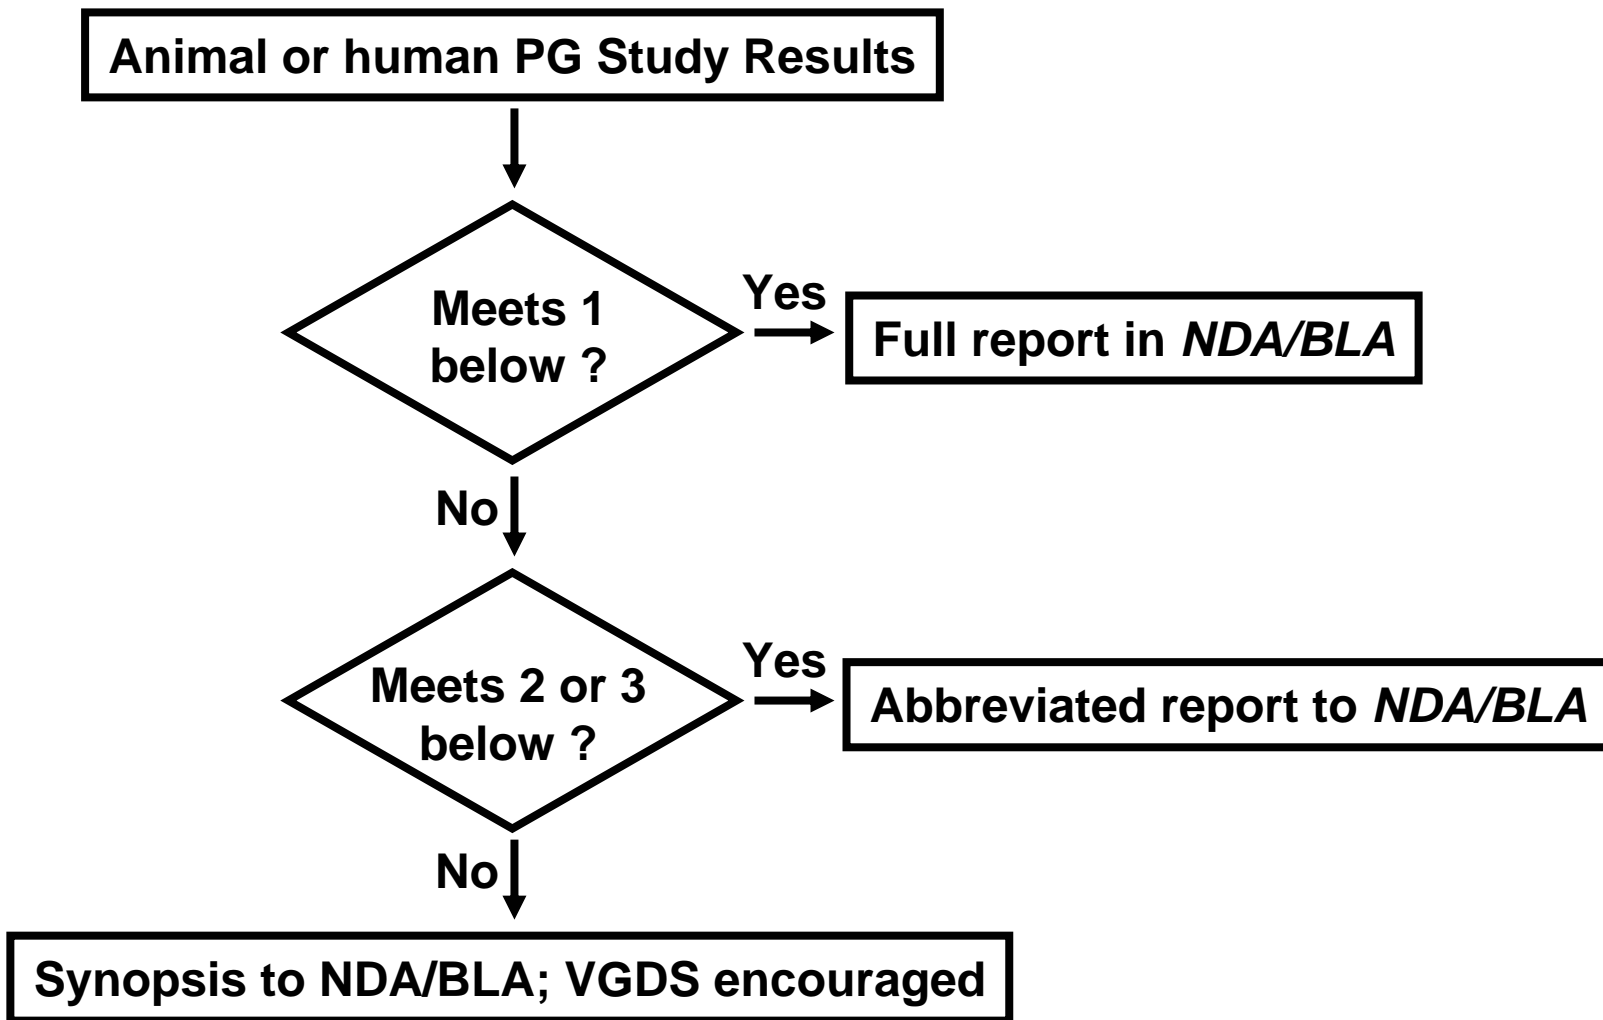 Animal or human PG Study Results
Meets 1
below ?
Yes
Full report in NDA/BLA
No
Meets 2 or 3
below ?
Yes
Abbreviated report to NDA/BLA
No
Synopsis to NDA/BLA; VGDS encouraged